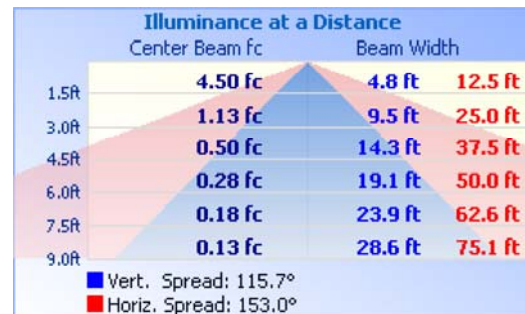 Illuminance at a Distance
Center Beam fc Beam Width
1.5ft 4.50 fc 4.8 ft 12.5 ft
3.0ft 1.13 fc 9.5 ft 25.0 ft
4.5ft 0.50 fc 14.3 ft 37.5 ft
6.0ft 0.28 fc 19.1 ft 50.0 ft
7.5ft 0.18 fc 23.9 ft 62.6 ft
9.0ft 0.13 fc 28.6 ft 75.1 ft
Vert. Spread: 115.7°
Horiz. Spread: 153.0°